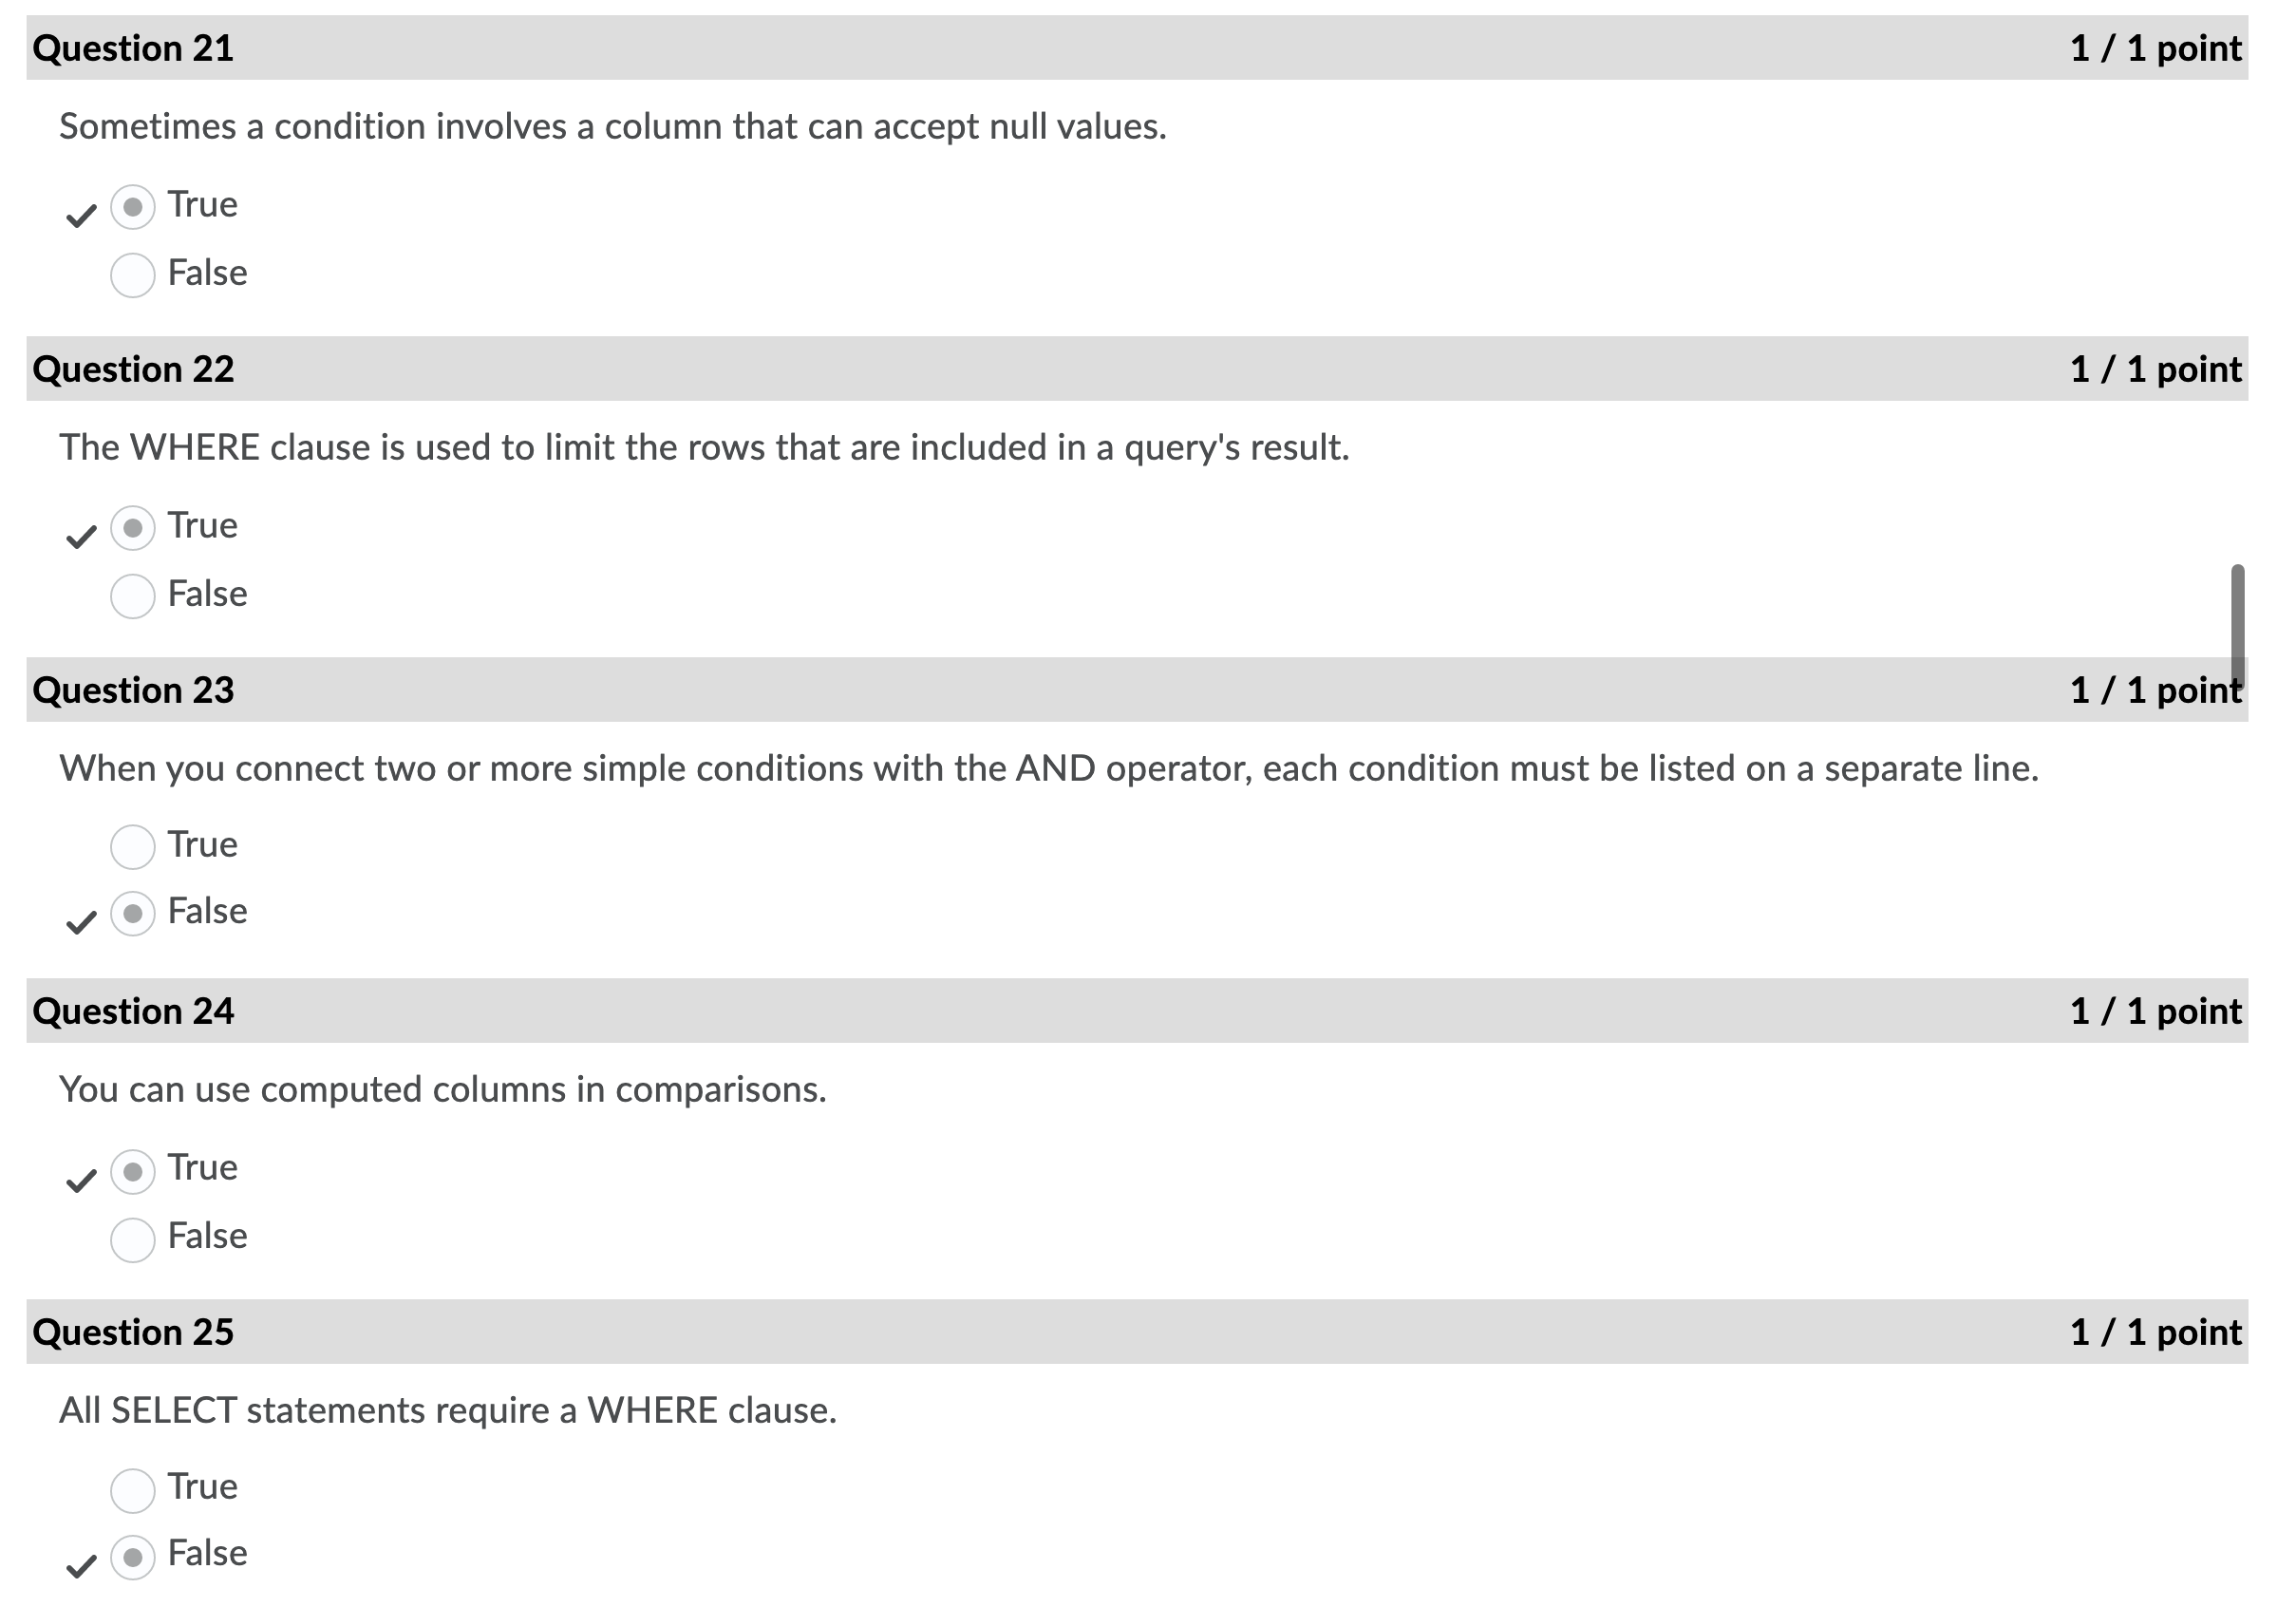 Question 21 1 / 1 point
Sometimes a condition involves a column that can accept null values.
True
False
Question 22 1 / 1 point
The WHERE clause is used to limit the rows that are included in a query's result.
True
False
Question 23 1 / 1 point
When you connect two or more simple conditions with the AND operator, each condition must be listed on a separate line.
True
False
Question 24 1 / 1 point
You can use computed columns in comparisons.
True
False
Question 25 1 / 1 point
All SELECT statements require a WHERE clause.
True
False